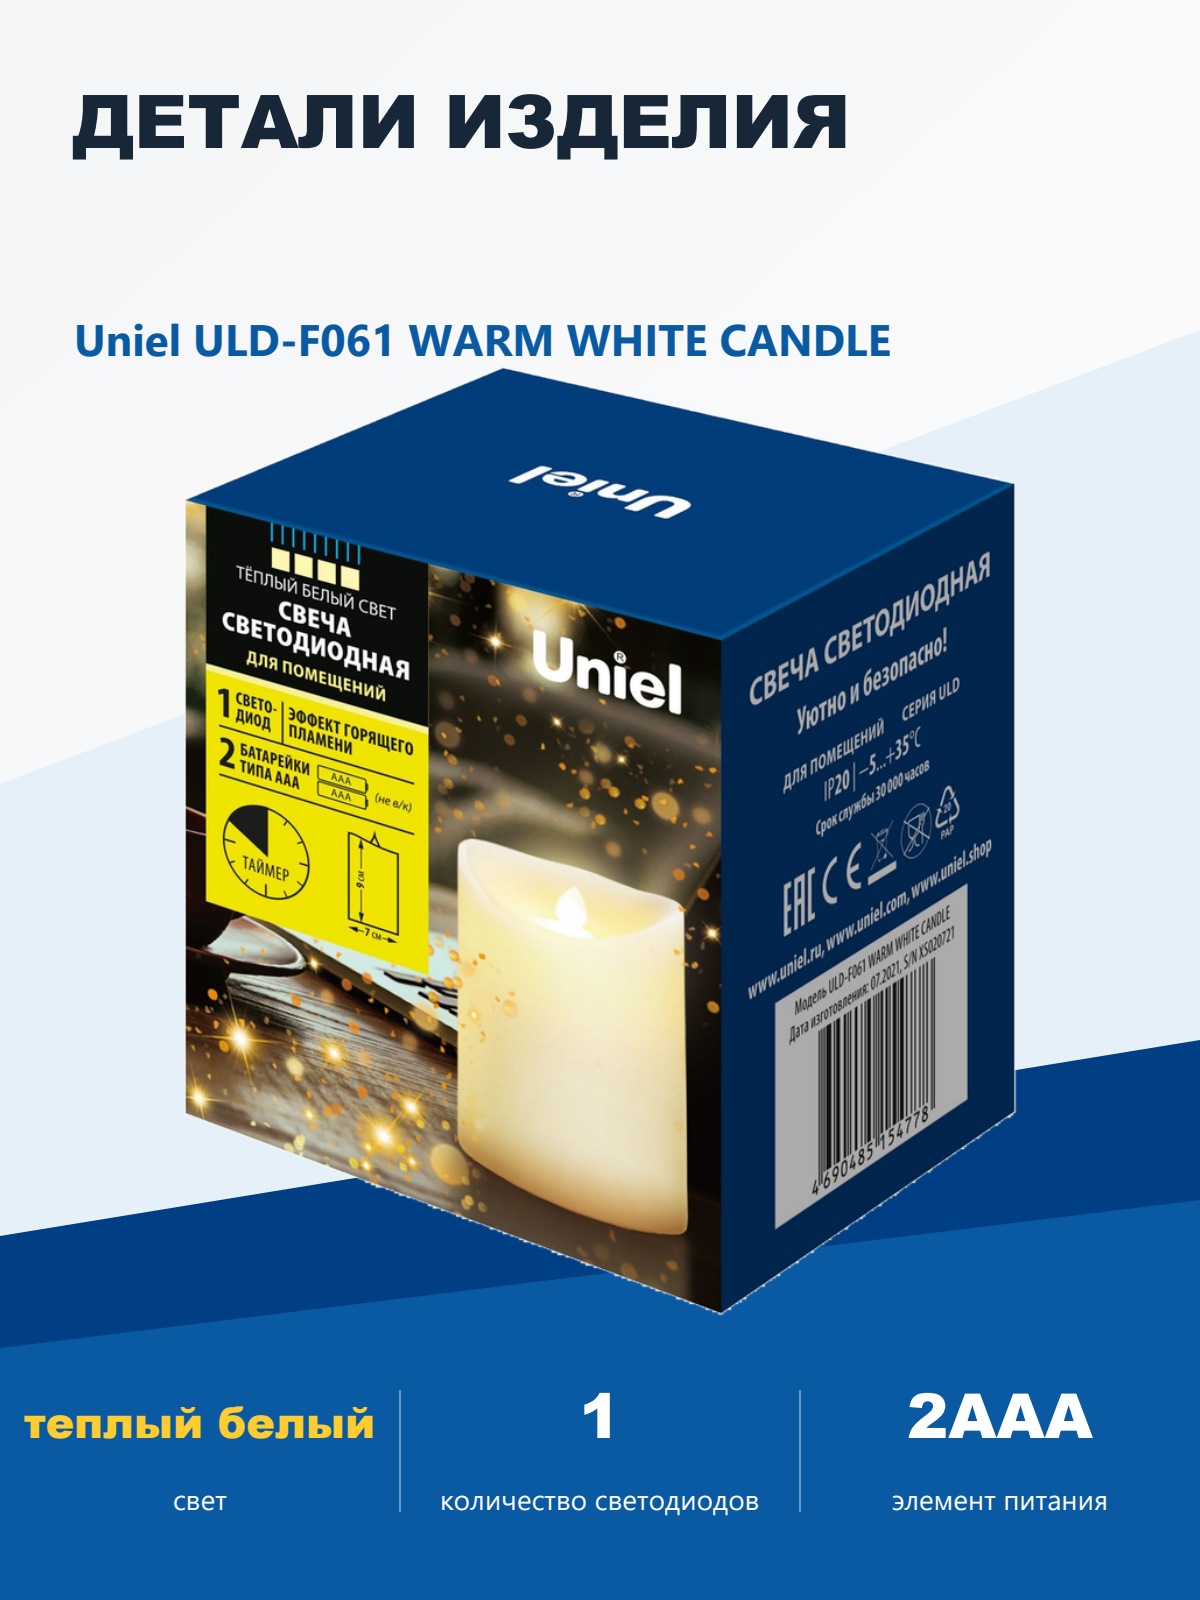 ДЕТАЛИ ИЗДЕЛИЯ
Uniel ULD-F061 WARM WHITE CANDLE
Uniel®
ТЁПЛЫЙ БЕЛЫЙ СВЕТ
СВЕЧА
СВЕТОДИОДНАЯ
ДЛЯ ПОМЕЩЕНИЙ
1 СВЕТО-
ДИОД
ЭФФЕКТ ГОРЯЩЕГО
ПЛАМЕНИ
2 БАТАРЕЙКИ
ТИПА ААА
AAA
AAA
(не в/к)
ТАЙМЕР
9 см
7 см
Uniel®
СВЕЧА СВЕТОДИОДНАЯ
Уютно и безопасно!
ДЛЯ ПОМЕЩЕНИЙ СЕРИЯ ULD
IP20 | −5...+35°C
Срок службы 30 000 часов
EAC CE
20
PAP
www.uniel.ru, www.uniel.com, www.uniel.shop
Модель ULD-F061 WARM WHITE CANDLE
Дата изготовления: 07.2021, S/N XS020721
4 690485 154778
теплый белый
свет
1
количество светодиодов
2AAA
элемент питания